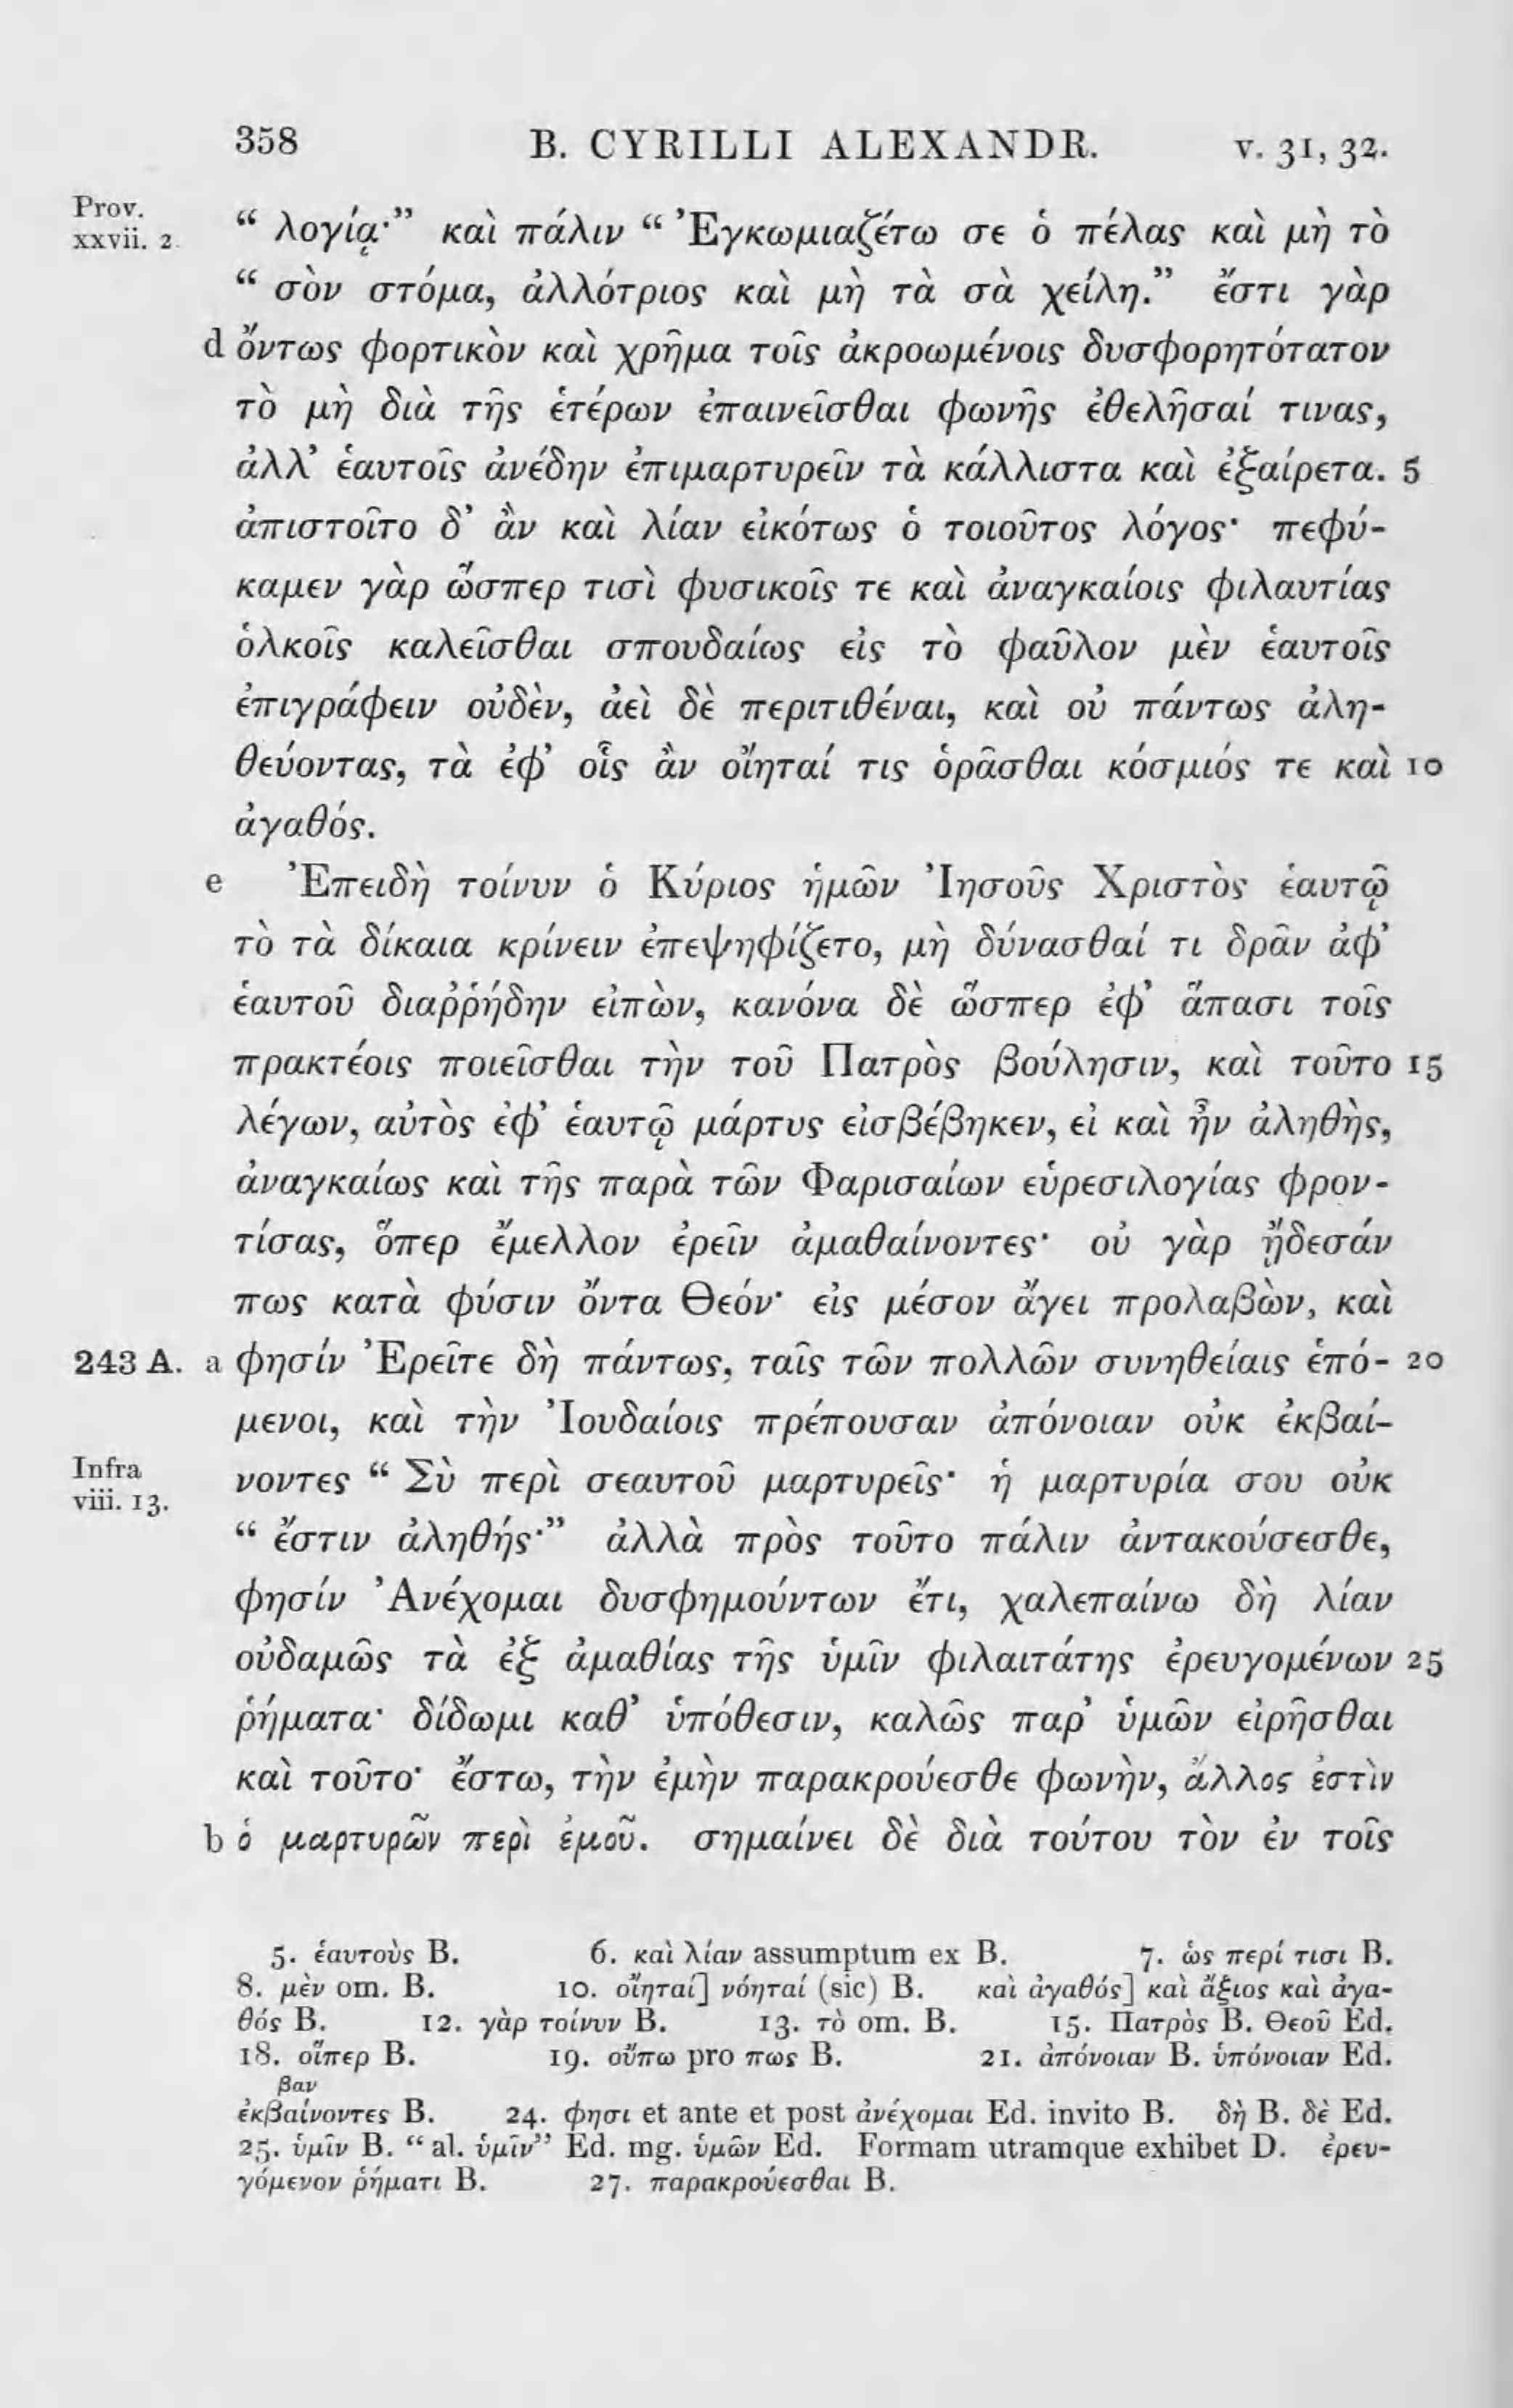 358 B. CYRILLI ALEXANDR. v. 31, 32.
Prov.
xxvii. 2
“ λογίᾳ·” καὶ πάλιν “ Ἐγκωμιαζέτω σε ὁ πέλας καὶ μὴ τὸ
“ σὸν στόμα, ἀλλότριος καὶ μὴ τὰ σὰ χείλη.” ἔστι γὰρ
d ὄντως φορτικὸν καὶ χρῆμα τοῖς ἀκροωμένοις δυσφορητότατον
τὸ μὴ διὰ τῆς ἑτέρων ἐπαινεῖσθαι φωνῆς ἐθελῆσαί τινας,
ἀλλ’ ἑαυτοῖς ἀνέδην ἐπιμαρτυρεῖν τὰ κάλλιστα καὶ ἐξαίρετα. 5
ἀπιστοῖτο δ’ ἂν καὶ λίαν εἰκότως ὁ τοιοῦτος λόγος· πεφύ-
καμεν γὰρ ὥσπερ τισὶ φυσικοῖς τε καὶ ἀναγκαίοις φιλαυτίας
ὁλκοῖς καλεῖσθαι σπουδαίως εἰς τὸ φαῦλον μὲν ἑαυτοῖς
ἐπιγράφειν οὐδὲν, ἀεὶ δὲ περιτιθέναι, καὶ οὐ πάντως ἀλη-
θεύοντας, τὰ ἐφ’ οἷς ἂν οἴηταί τις ὁρᾶσθαι κόσμιός τε καὶ 10
ἀγαθός.
e Ἐπειδὴ τοίνυν ὁ Κύριος ἡμῶν Ἰησοῦς Χριστὸς ἑαυτῷ
τὸ τὰ δίκαια κρίνειν ἐπεψηφίζετο, μὴ δύνασθαί τι δρᾶν ἀφ’
ἑαυτοῦ διαῤῥήδην εἰπὼν, κανόνα δὲ ὥσπερ ἐφ’ ἅπασι τοῖς
πρακτέοις ποιεῖσθαι τὴν τοῦ Πατρὸς βούλησιν, καὶ τοῦτο 15
λέγων, αὐτὸς ἐφ’ ἑαυτῷ μάρτυς εἰσβέβηκεν, εἰ καὶ ἦν ἀληθὴς,
ἀναγκαίως καὶ τῆς παρὰ τῶν Φαρισαίων εὑρεσιλογίας φρον-
τίσας, ὅπερ ἔμελλον ἐρεῖν ἀμαθαίνοντες· οὐ γὰρ ᾔδεσάν
πως κατὰ φύσιν ὄντα Θεόν· εἰς μέσον ἄγει προλαβὼν, καὶ
243 A. a φησίν Ἐρεῖτε δὴ πάντως, ταῖς τῶν πολλῶν συνηθείαις ἑπό- 20
μενοι, καὶ τὴν Ἰουδαίοις πρέπουσαν ἀπόνοιαν οὐκ ἐκβαί-
Infra
viii. 13.
νοντες “ Σὺ περὶ σεαυτοῦ μαρτυρεῖς· ἡ μαρτυρία σου οὐκ
“ ἔστιν ἀληθής·” ἀλλὰ πρὸς τοῦτο πάλιν ἀντακούσεσθε,
φησίν Ἀνέχομαι δυσφημούντων ἔτι, χαλεπαίνω δὴ λίαν
οὐδαμῶς τὰ ἐξ ἀμαθίας τῆς ὑμῖν φιλαιτάτης ἐρευγομένων 25
ῥήματα· δίδωμι καθ’ ὑπόθεσιν, καλῶς παρ’ ὑμῶν εἰρῆσθαι
καὶ τοῦτο· ἔστω, τὴν ἐμὴν παρακρούεσθε φωνὴν, ἄλλος ἐστὶν
b ὁ μαρτυρῶν περὶ ἐμοῦ. σημαίνει δὲ διὰ τούτου τὸν ἐν τοῖς
5. ἑαυτοὺς B. 6. καὶ λίαν assumptum ex B. 7. ὡς περί τισι B.
8. μὲν om. B. 10. οἴηταί] νόηταί (sic) B. καὶ ἀγαθός] καὶ ἄξιος καὶ ἀγα-
θός B. 12. γὰρ τοίνυν B. 13. τὸ om. B. 15. Πατρὸς B. Θεοῦ Ed.
18. οἵπερ B. 19. οὔπω pro πως B. 21. ἀπόνοιαν B. ὑπόνοιαν Ed.
βαν
ἐκβαίνοντες B. 24. φησι et ante et post ἀνέχομαι Ed. invito B. δὴ B. δὲ Ed.
25. ὑμῖν B. “ al. ὑμῖν” Ed. mg. ὑμῶν Ed. Formam utramque exhibet D. ἐρευ-
γόμενον ῥήματι B. 27. παρακρούεσθαι B.